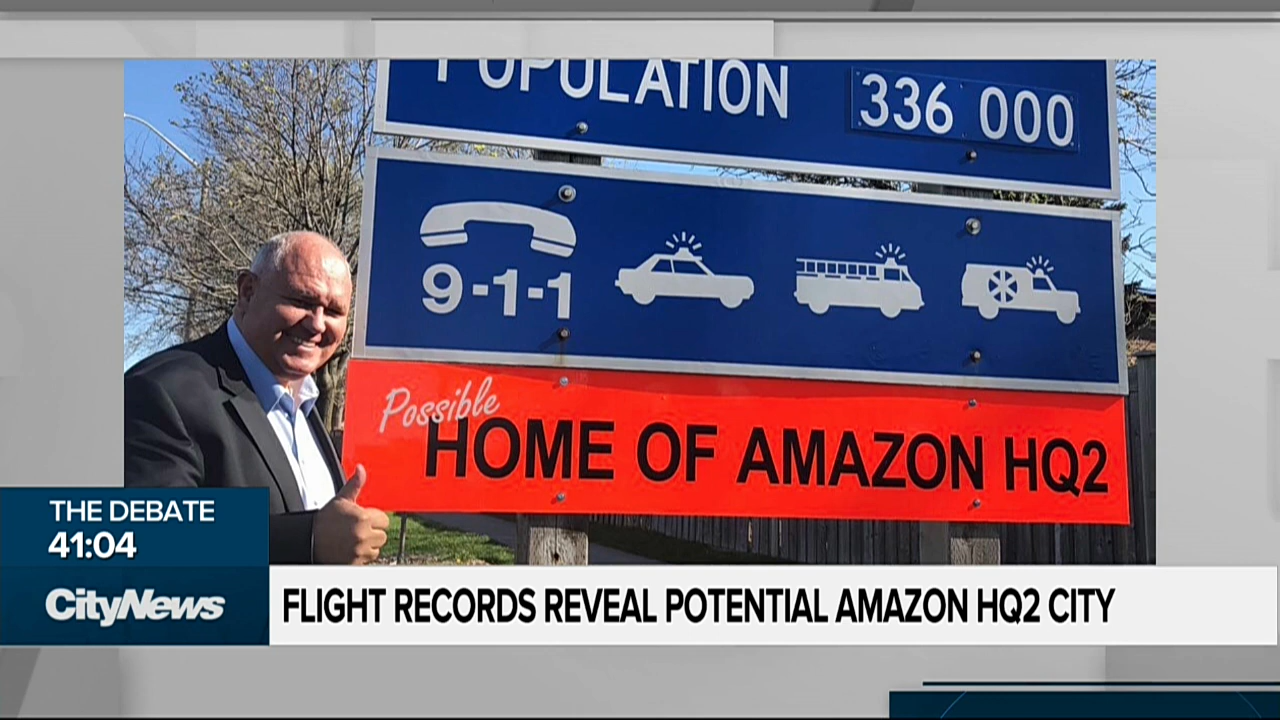 POPULATION 336 000
9-1-1
Possible
HOME OF AMAZON HQ2
THE DEBATE
41:04
CityNews
FLIGHT RECORDS REVEAL POTENTIAL AMAZON HQ2 CITY